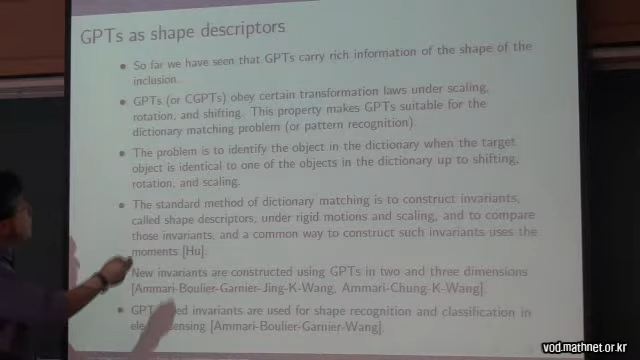 GPTs as shape descriptors
So far we have seen that GPTs carry rich information of the shape of the
inclusion.
GPTs (or CGPTs) obey certain transformation laws under scaling,
rotation, and shifting. This property makes GPTs suitable for the
dictionary matching problem (or pattern recognition).
The problem is to identify the object in the dictionary when the target
object is identical to one of the objects in the dictionary up to shifting,
rotation, and scaling.
The standard method of dictionary matching is to construct invariants,
called shape descriptors, under rigid motions and scaling, and to compare
those invariants, and a common way to construct such invariants uses the
moments [Hu].
New invariants are constructed using GPTs in two and three dimensions
[Ammari-Boulier-Garnier-Jing-K-Wang, Ammari-Chung-K-Wang]
invariants are used for shape recognition and classification in
[Ammari-Boulier-Garnier-Wang].
vod.mathnet.or.kr